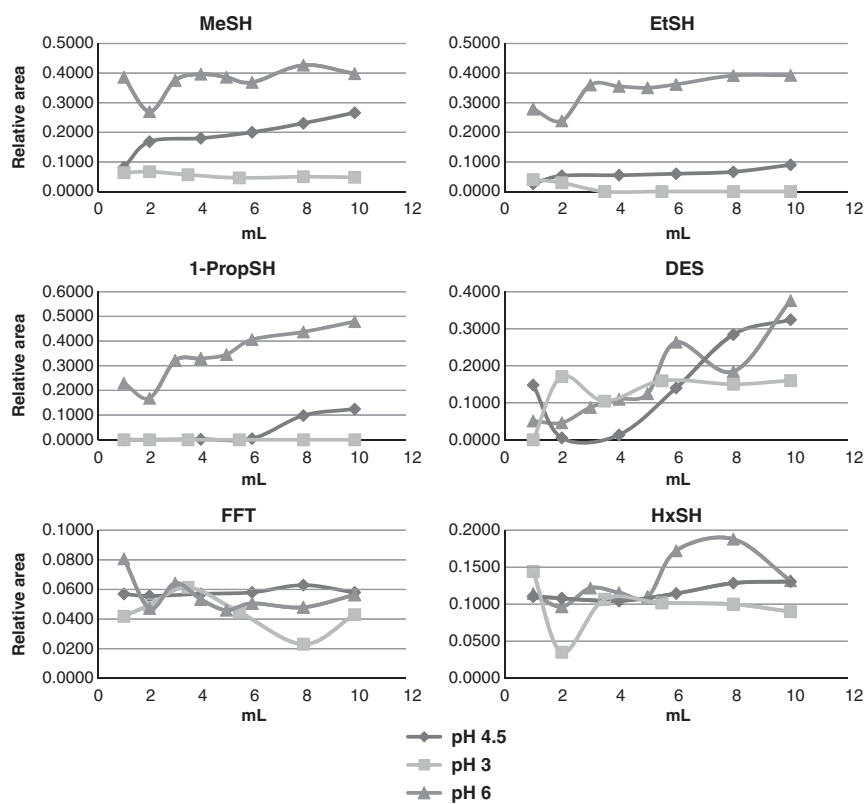 MeSH
0.5000
0.4000
0.3000
0.2000
0.1000
0.0000
0 2 4 6 8 10 12
mL
Relative area
EtSH
0.5000
0.4000
0.3000
0.2000
0.1000
0.0000
0 2 4 6 8 10 12
mL
1-PropSH
0.6000
0.5000
0.4000
0.3000
0.2000
0.1000
0.0000
0 2 4 6 8 10 12
mL
Relative area
DES
0.4000
0.3000
0.2000
0.1000
0.0000
0 2 4 6 8 10 12
mL
FFT
0.1000
0.0800
0.0600
0.0400
0.0200
0.0000
0 2 4 6 8 10 12
mL
Relative area
HxSH
0.2000
0.1500
0.1000
0.0500
0.0000
0 2 4 6 8 10 12
mL
pH 4.5
pH 3
pH 6